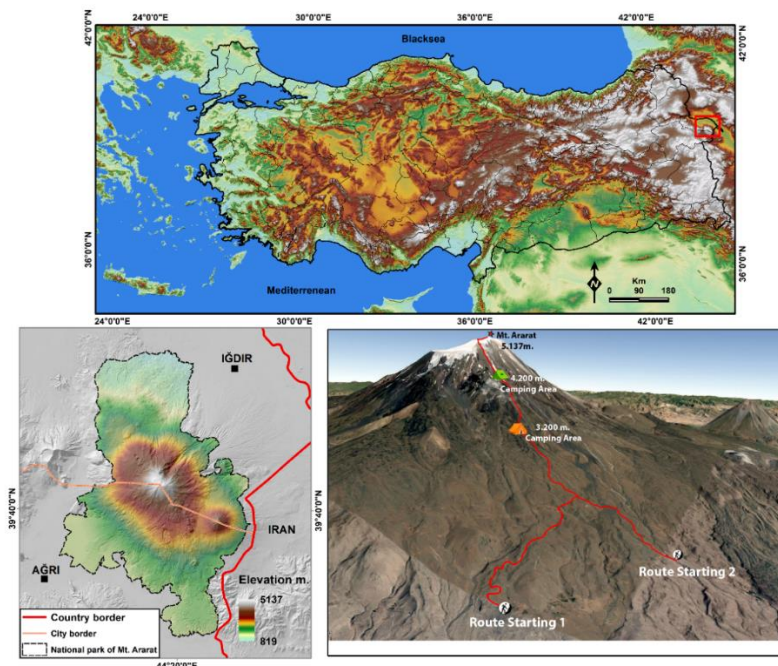 24°0'0"E
30°0'0"E
36°0'0"E
42°0'0"E
42°0'0"N
42°0'0"N
Blacksea
36°0'0"N
36°0'0"N
Km
N
0 90 180
Mediterrenean
24°0'0"E
30°0'0"E
36°0'0"E
42°0'0"E
IĞDIR
39°40'0"N
39°40'0"N
IRAN
AĞRI
Elevation m.
5137
819
Country border
City border
National park of Mt. Ararat
44°20'0"E
Mt. Ararat
5.137m.
4.200 m.
Camping Area
3.200 m.
Camping Area
Route Starting 2
Route Starting 1